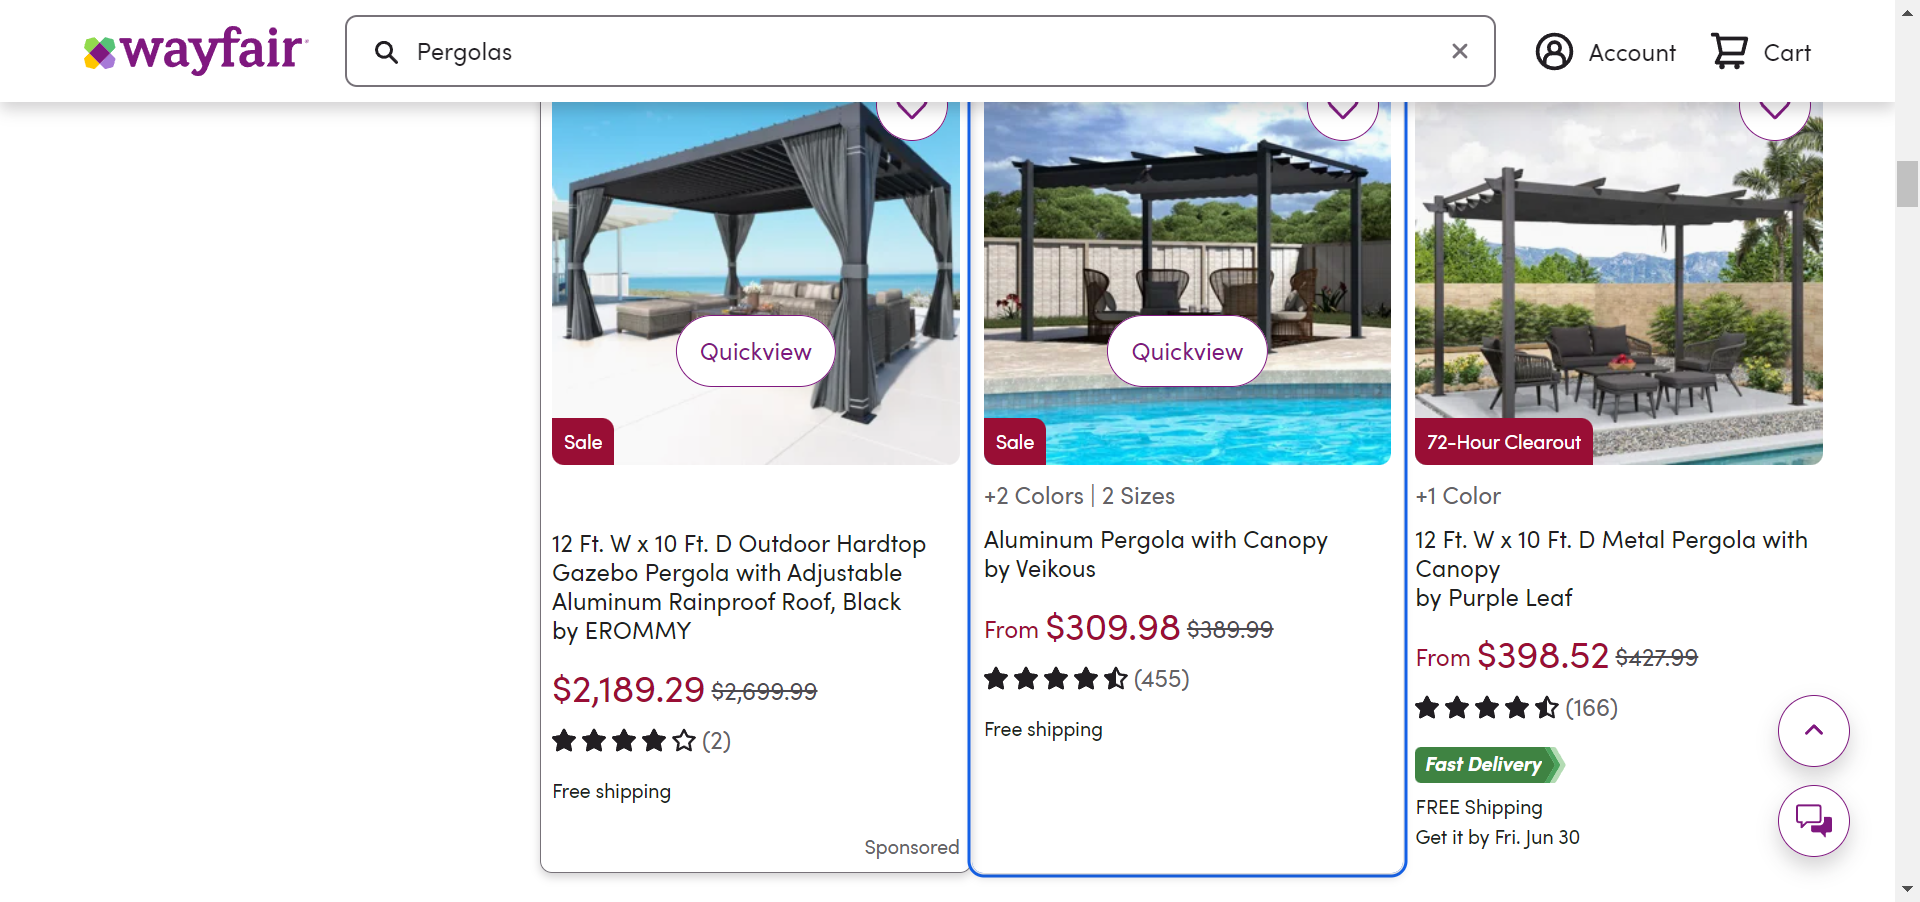 wayfair
Pergolas
Account
Cart
Quickview
Sale
12 Ft. W x 10 Ft. D Outdoor Hardtop
Gazebo Pergola with Adjustable
Aluminum Rainproof Roof, Black
by EROMMY
$2,189.29 $2,699.99
(2)
Free shipping
Sponsored
Quickview
Sale
+2 Colors | 2 Sizes
Aluminum Pergola with Canopy
by Veikous
From $309.98 $389.99
(455)
Free shipping
72-Hour Clearout
+1 Color
12 Ft. W x 10 Ft. D Metal Pergola with
Canopy
by Purple Leaf
From $398.52 $427.99
(166)
Fast Delivery
FREE Shipping
Get it by Fri. Jun 30